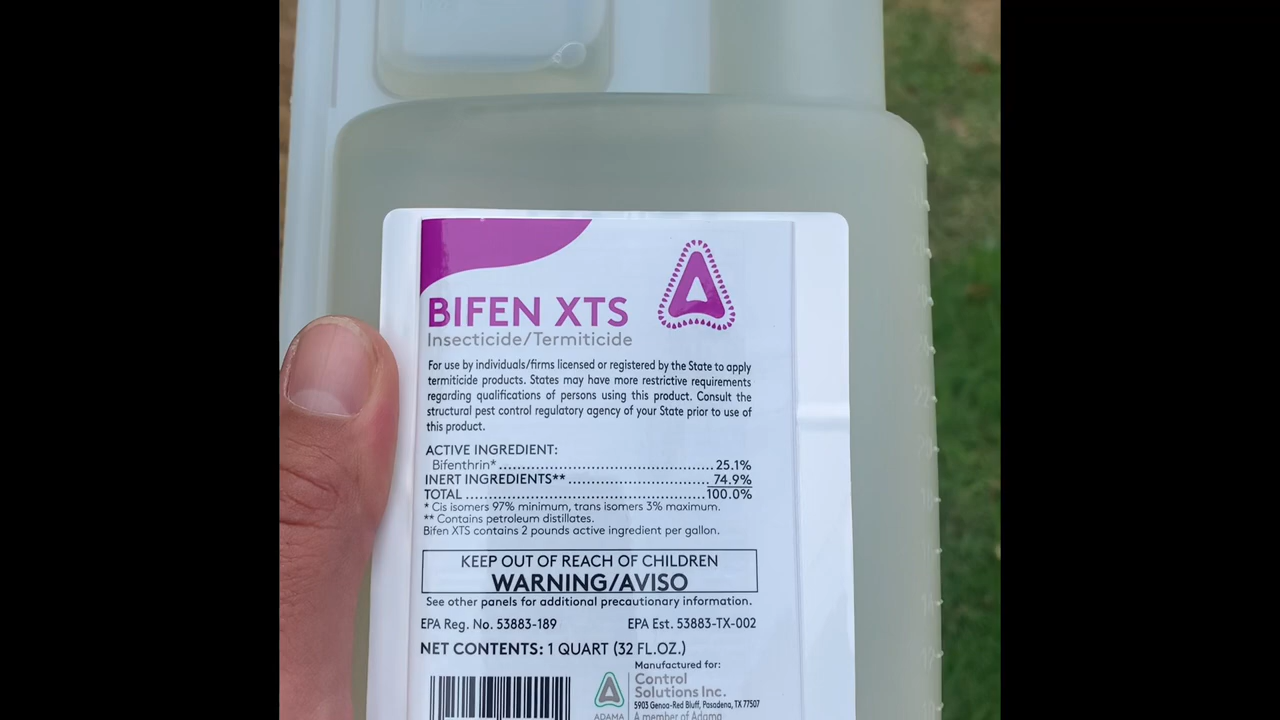 BIFEN XTS
Insecticide/Termiticide
For use by individuals/firms licensed or registered by the State to apply
termiticide products. States may have more restrictive requirements
regarding qualifications of persons using this product. Consult the
structural pest control regulatory agency of your State prior to use of
this product.
ACTIVE INGREDIENT:
Bifenthrin*........................................25.1%
INERT INGREDIENTS**..........................74.9%
TOTAL............................................100.0%
* Cis isomers 97% minimum, trans isomers 3% maximum.
** Contains petroleum distillates.
Bifen XTS contains 2 pounds active ingredient per gallon.
KEEP OUT OF REACH OF CHILDREN
WARNING/AVISO
See other panels for additional precautionary information.
EPA Reg. No. 53883-189 EPA Est. 53883-TX-002
NET CONTENTS: 1 QUART (32 FL.OZ.)
Manufactured for:
Control
Solutions Inc.
5903 Genoa-Red Bluff, Pasadena, TX 77507
ADAMA A member of Adama